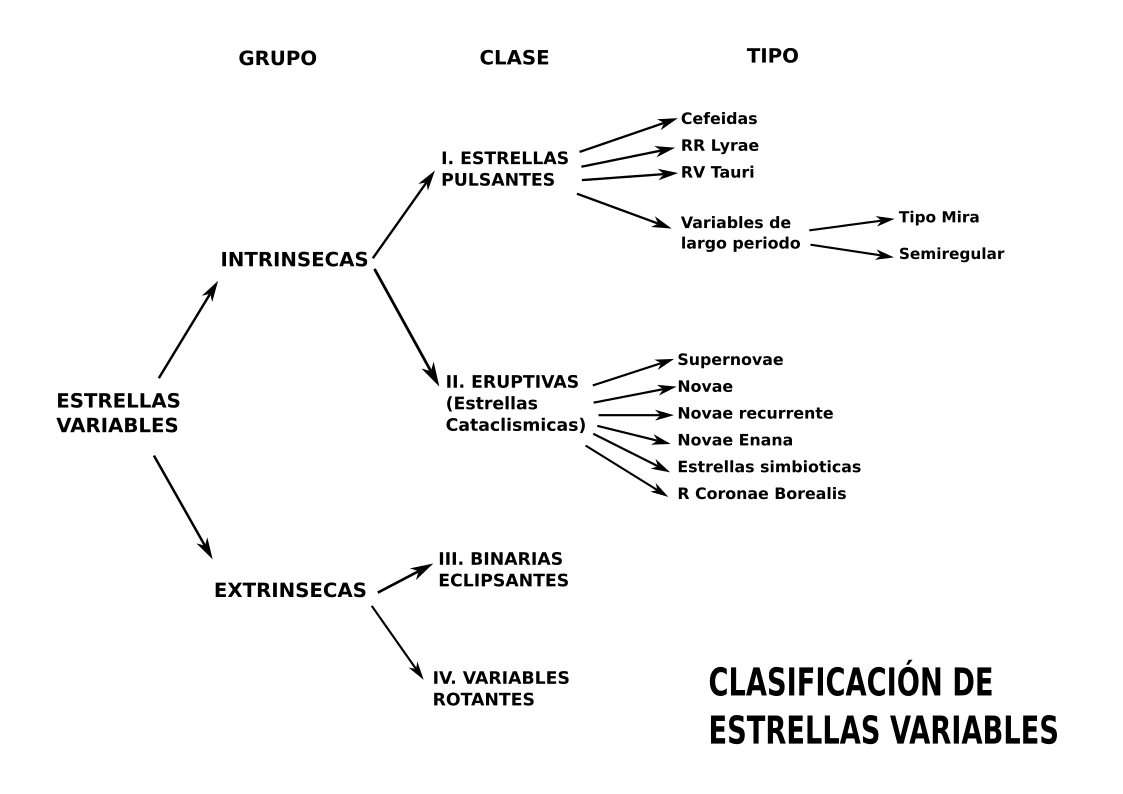 GRUPO
CLASE
TIPO
Cefeidas
RR Lyrae
RV Tauri
I. ESTRELLAS
PULSANTES
Variables de
largo periodo
Tipo Mira
Semiregular
INTRINSECAS
Supernovae
Novae
Novae recurrente
Novae Enana
Estrellas simbioticas
R Coronae Borealis
II. ERUPTIVAS
(Estrellas
Cataclismicas)
ESTRELLAS
VARIABLES
III. BINARIAS
ECLIPSANTES
EXTRINSECAS
IV. VARIABLES
ROTANTES
CLASIFICACIÓN DE
ESTRELLAS VARIABLES